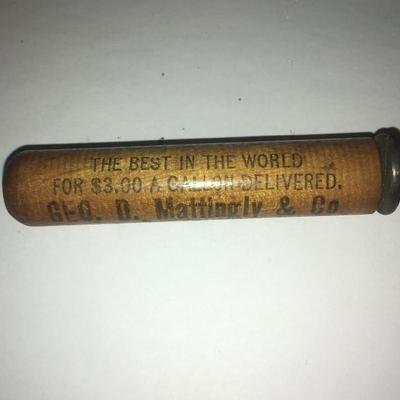 THE BEST IN THE WORLD
FOR $3.00 A GALLON DELIVERED.
GEO. D. Mattingly & Co.